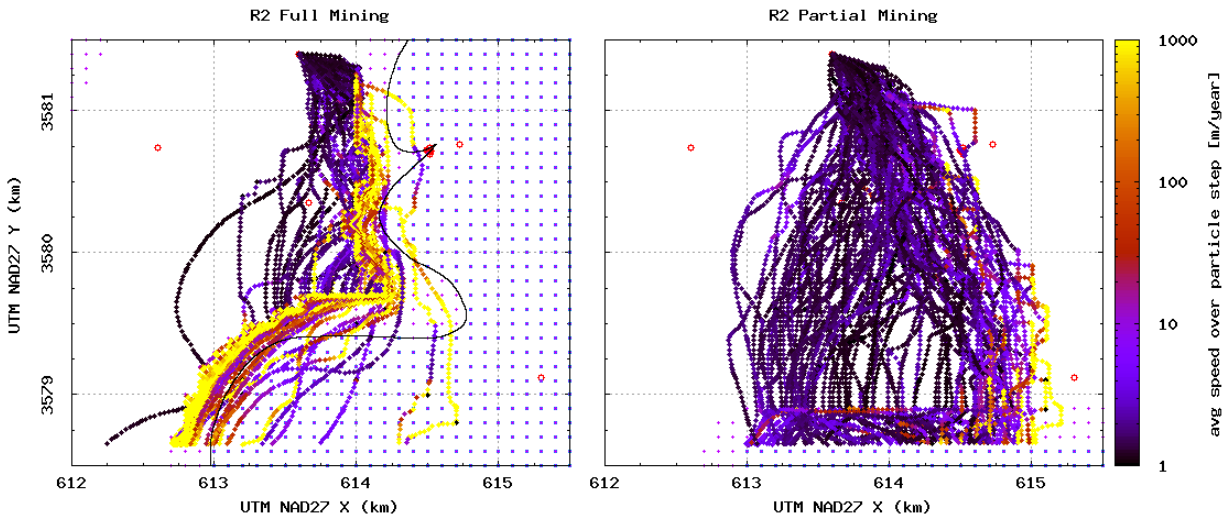 R2 Full Mining
R2 Partial Mining
1000
100
10
1
avg speed over particle step [m/year]
3581
3580
3579
UTM NAD27 Y (km)
612
613
614
615
612
613
614
615
UTM NAD27 X (km)
UTM NAD27 X (km)